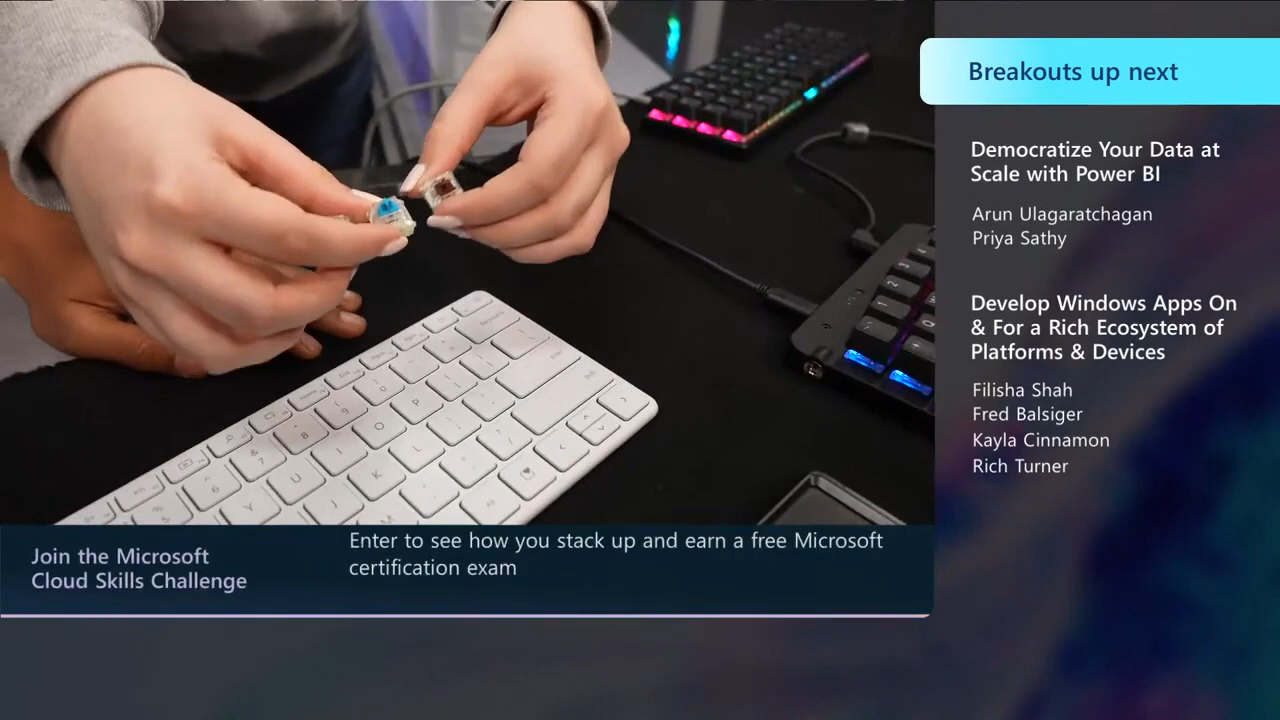 Breakouts up next
Democratize Your Data at
Scale with Power BI
Arun Ulagaratchagan
Priya Sathy
Develop Windows Apps On
& For a Rich Ecosystem of
Platforms & Devices
Filisha Shah
Fred Balsiger
Kayla Cinnamon
Rich Turner
Join the Microsoft
Cloud Skills Challenge
Enter to see how you stack up and earn a free Microsoft
certification exam